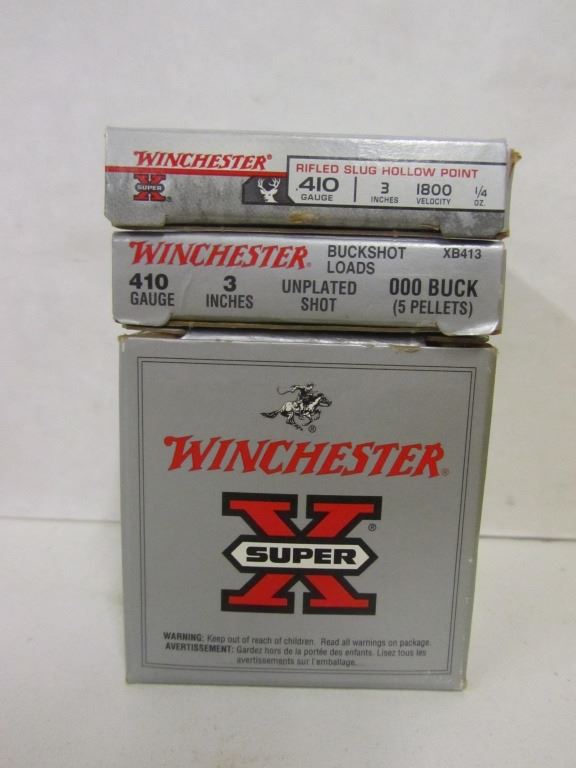 WINCHESTER®
X SUPER ®
RIFLED SLUG HOLLOW POINT
.410 GAUGE 3 INCHES 1800 VELOCITY 1/4 OZ.
WINCHESTER® BUCKSHOT LOADS XB413
410 GAUGE 3 INCHES UNPLATED SHOT 000 BUCK (5 PELLETS)
®
WINCHESTER®
X SUPER ®
WARNING: Keep out of reach of children. Read all warnings on package.
AVERTISSEMENT: Gardez hors de la portée des enfants. Lisez tous les
avertissements sur l'emballage...